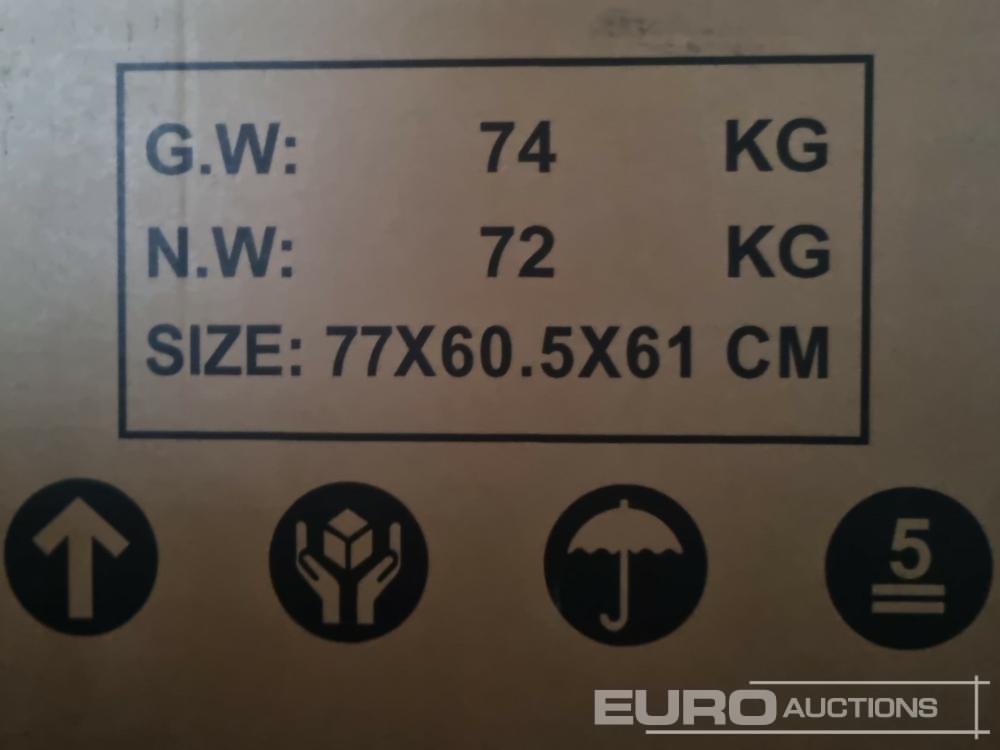 G.W: 74 KG
N.W: 72 KG
SIZE: 77X60.5X61 CM
5
EURO AUCTIONS